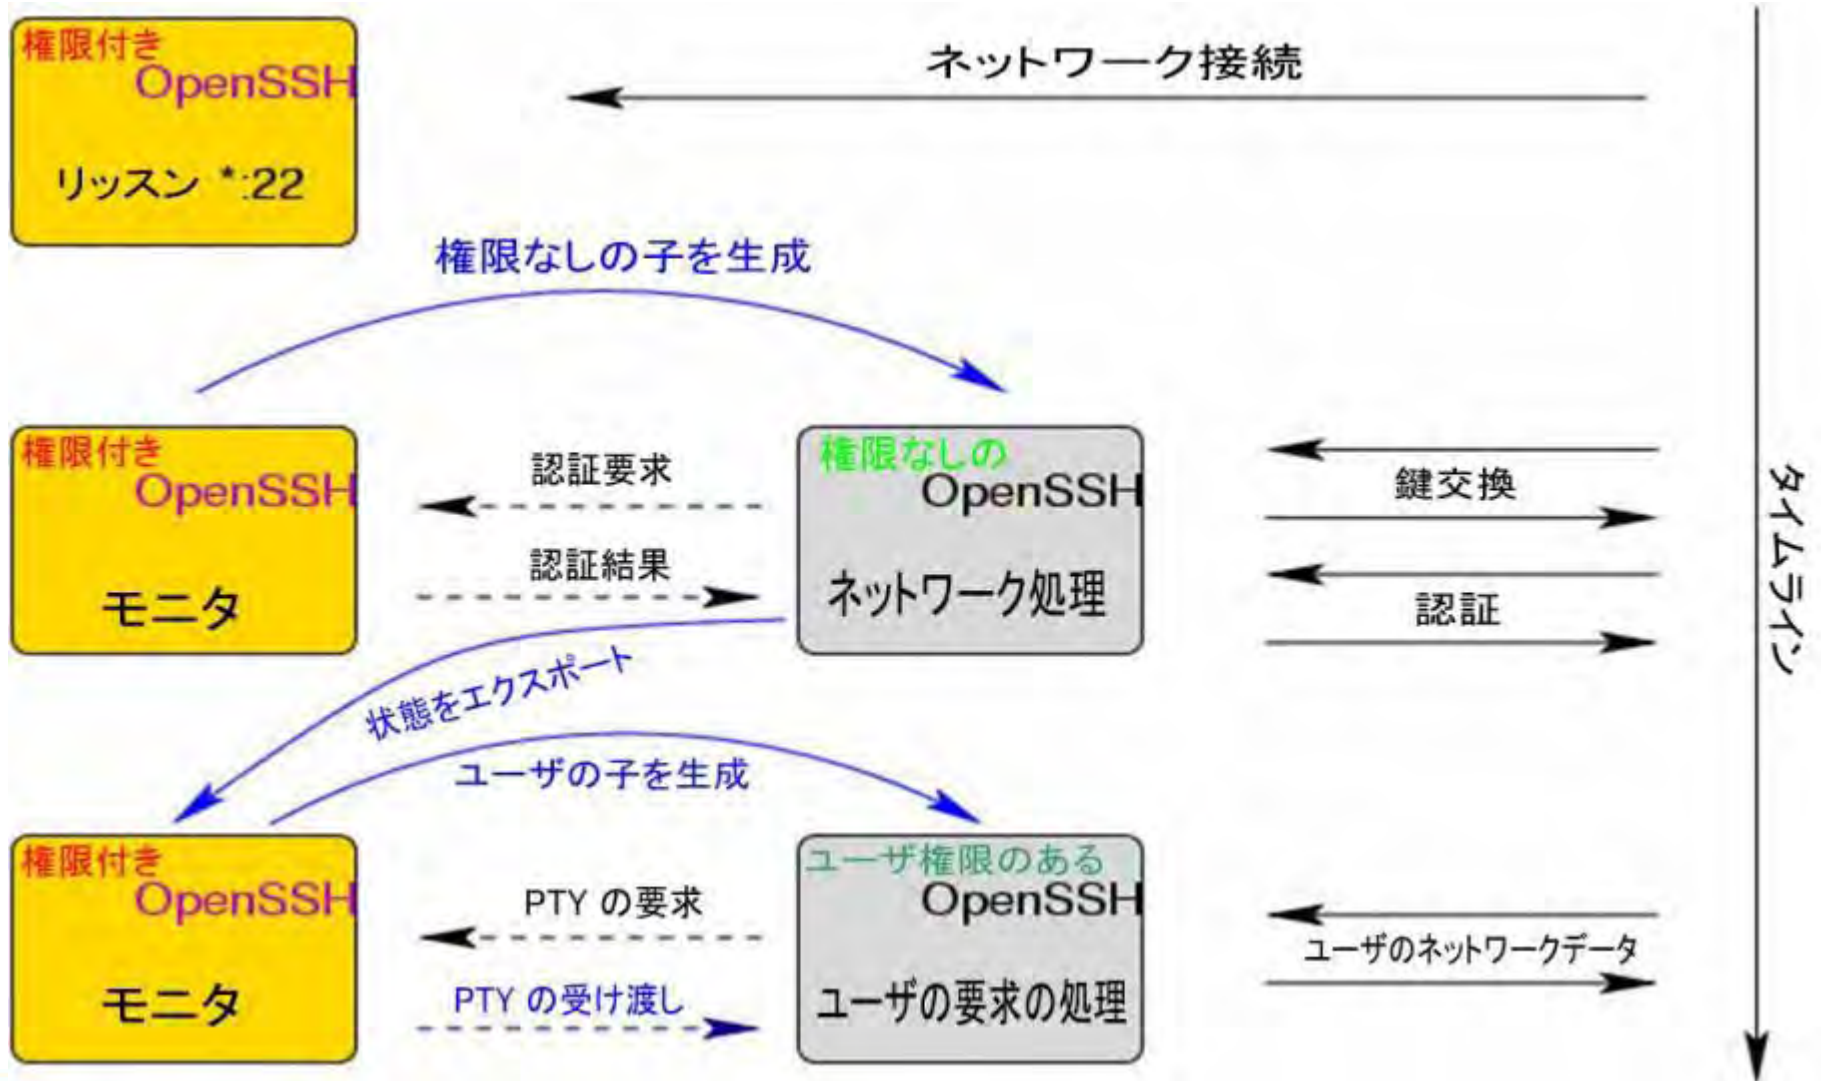 権限付き
OpenSSH
リッスン *:22
ネットワーク接続
権限なしの子を生成
権限付き
OpenSSH
モニタ
認証要求
認証結果
権限なしの
OpenSSH
ネットワーク処理
鍵交換
認証
タイムライン
状態をエクスポート
ユーザの子を生成
権限付き
OpenSSH
モニタ
PTY の要求
PTY の受け渡し
ユーザ権限のある
OpenSSH
ユーザの要求の処理
ユーザのネットワークデータ